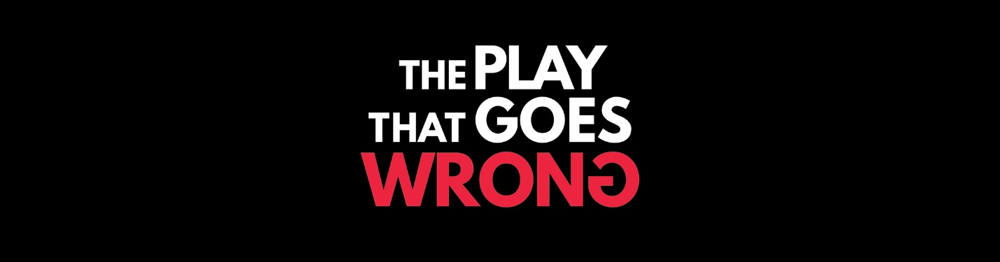 THE PLAY
THAT GOES
WRONG